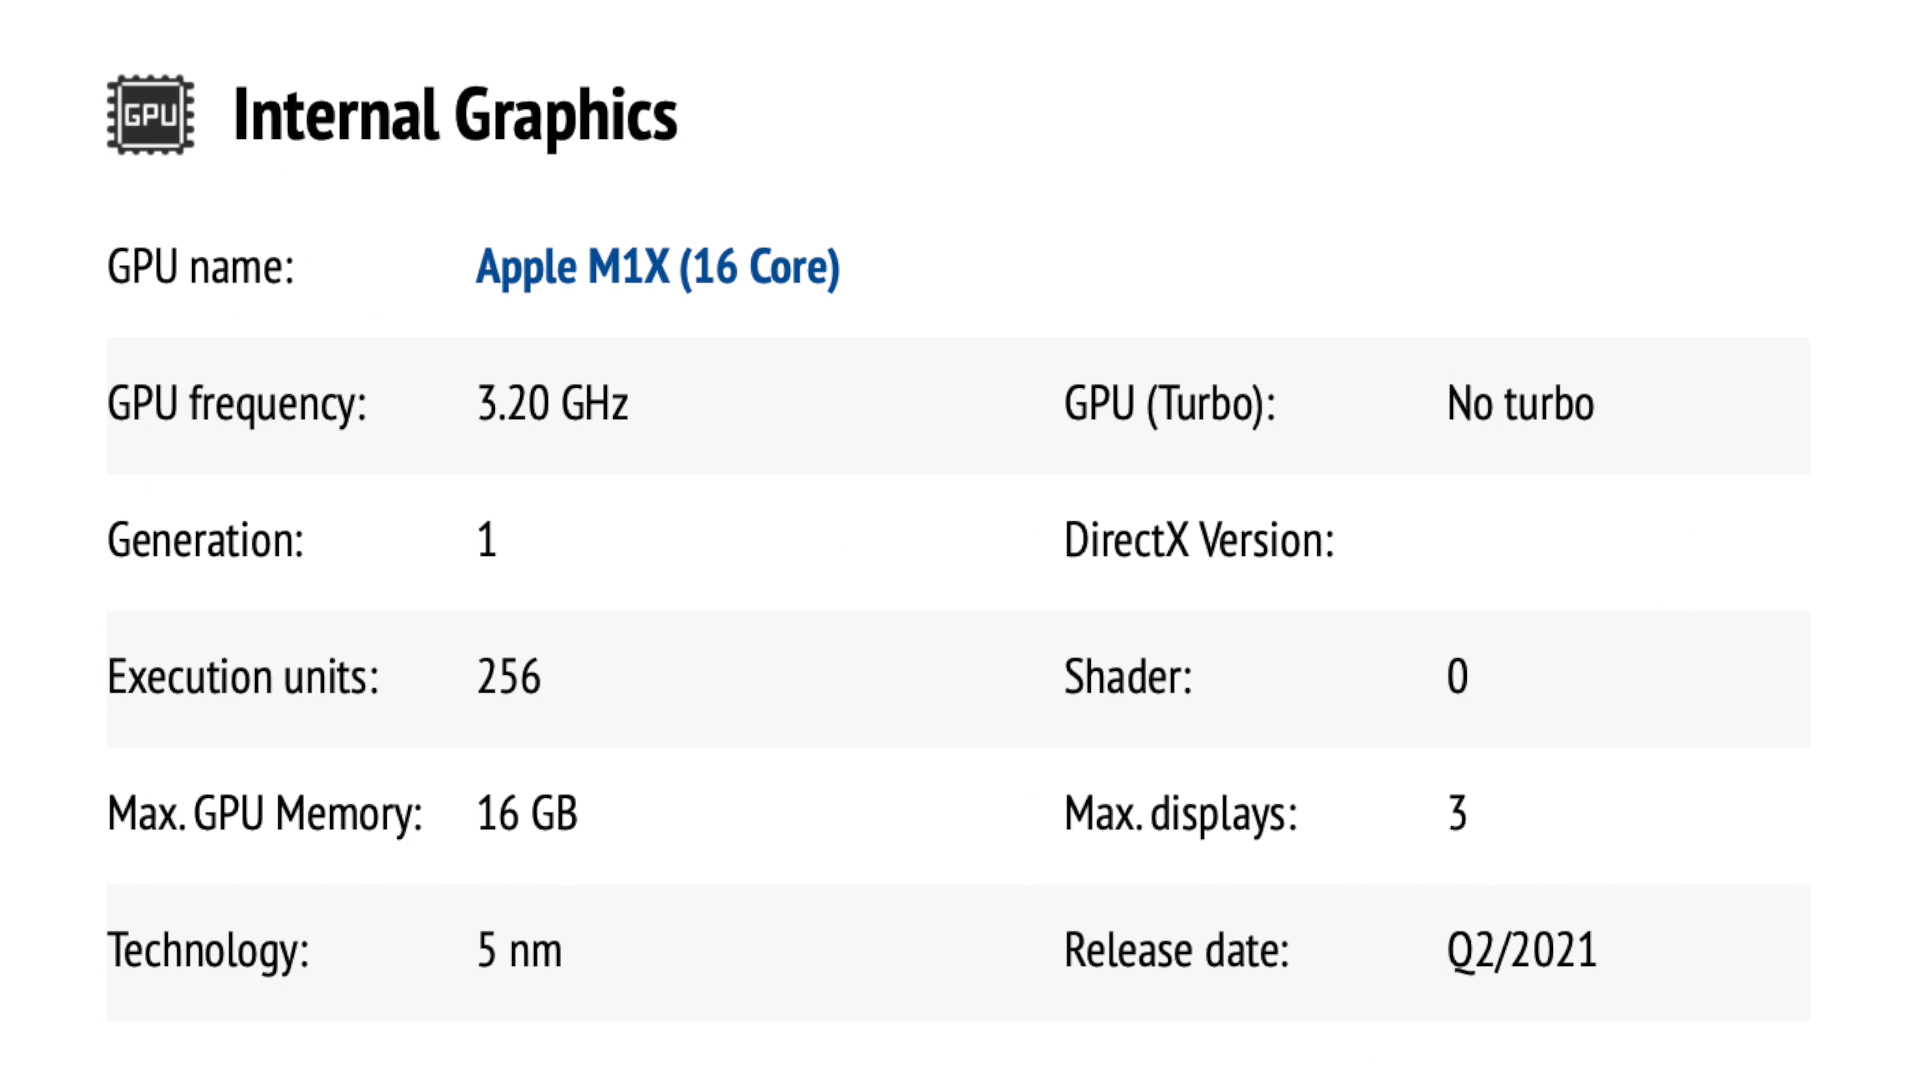 GPU
Internal Graphics
GPU name: Apple M1X (16 Core)
GPU frequency: 3.20 GHz GPU (Turbo): No turbo
Generation: 1 DirectX Version:
Execution units: 256 Shader: 0
Max. GPU Memory: 16 GB Max. displays: 3
Technology: 5 nm Release date: Q2/2021